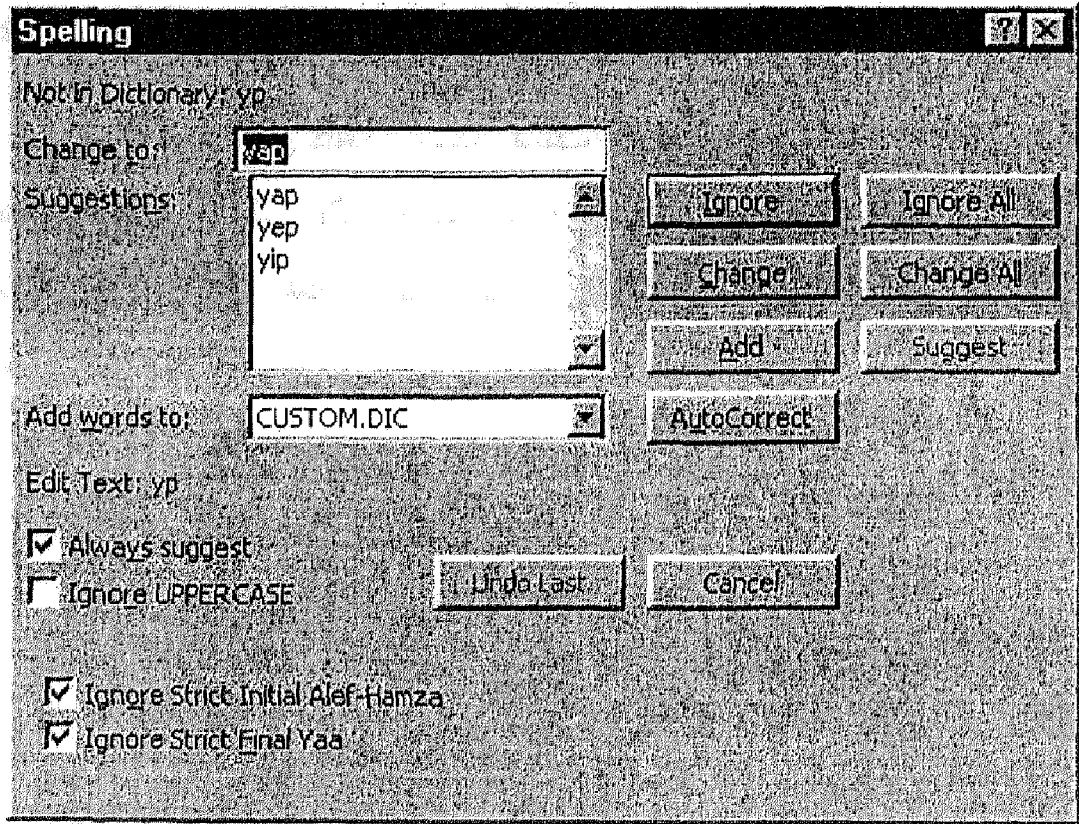 Spelling
Not in Dictionary: yp
Change to: yap
Suggestions:
yap
yep
yip
Ignore Ignore All
Change Change All
Add Suggest
Add words to: CUSTOM.DIC AutoCorrect
Edit Text: yp
Always suggest
Ignore UPPERCASE
Undo Last Cancel
Ignore Strict Initial Alef-Hamza
Ignore Strict Final Yaa